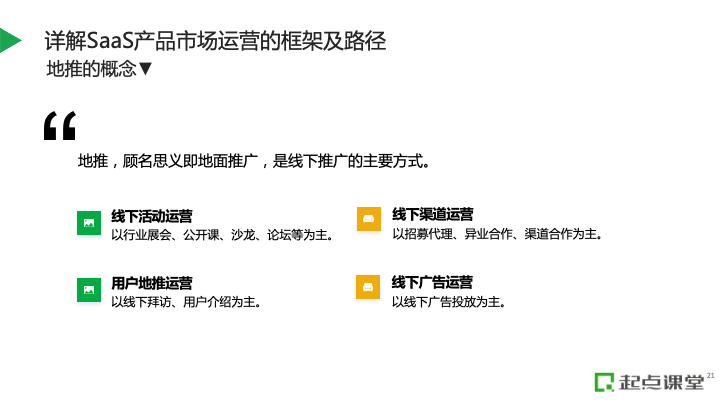 详解SaaS产品市场运营的框架及路径
地推的概念▼
“
地推，顾名思义即地面推广，是线下推广的主要方式。
线下活动运营
以行业展会、公开课、沙龙、论坛等为主。
线下渠道运营
以招募代理、异业合作、渠道合作为主。
用户地推运营
以线下拜访、用户介绍为主。
线下广告运营
以线下广告投放为主。
起点课堂
21